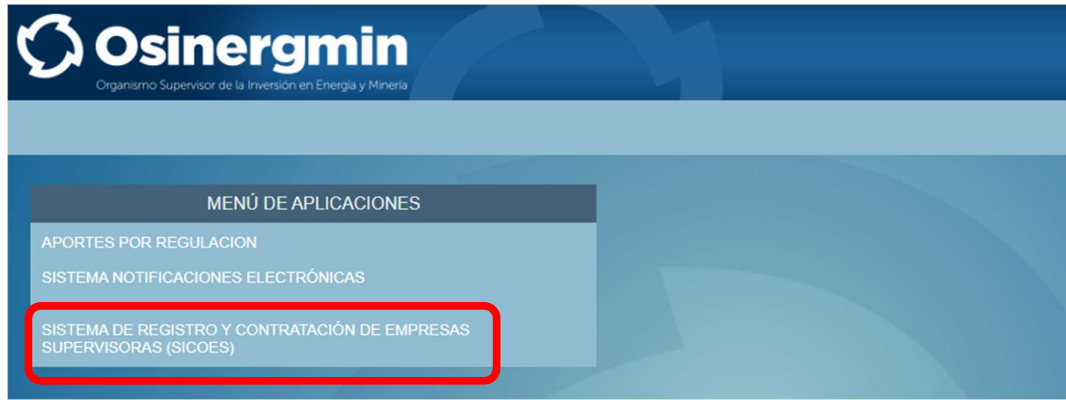 Osinergmin
Organismo Supervisor de la Inversión en Energía y Minería
MENÚ DE APLICACIONES
APORTES POR REGULACION
SISTEMA NOTIFICACIONES ELECTRÓNICAS
SISTEMA DE REGISTRO Y CONTRATACIÓN DE EMPRESAS
SUPERVISORAS (SICOES)